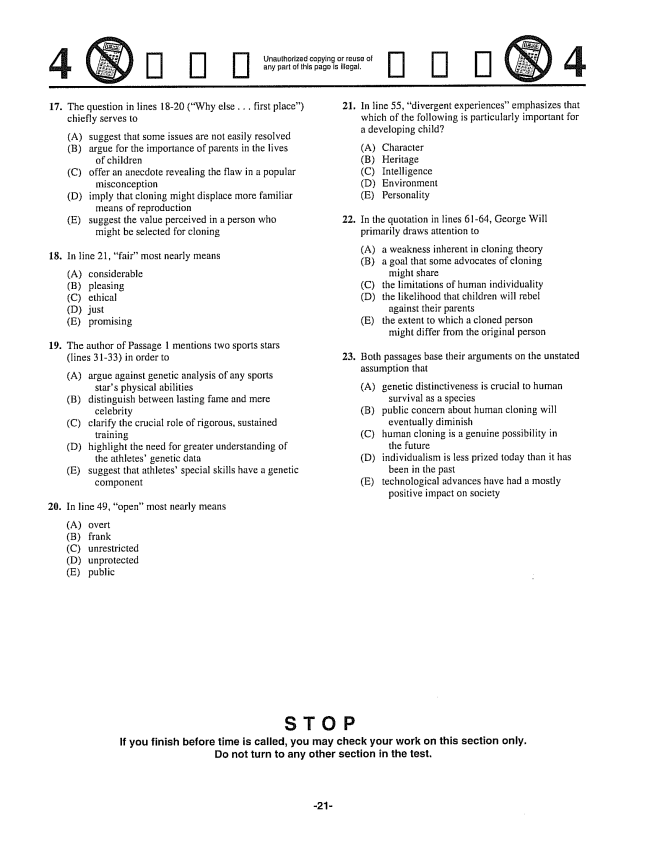 4
Unauthorized copying or reuse of
any part of this page is illegal.
4
17. The question in lines 18-20 (“Why else . . . first place”)
chiefly serves to
(A) suggest that some issues are not easily resolved
(B) argue for the importance of parents in the lives
of children
(C) offer an anecdote revealing the flaw in a popular
misconception
(D) imply that cloning might displace more familiar
means of reproduction
(E) suggest the value perceived in a person who
might be selected for cloning
18. In line 21, “fair” most nearly means
(A) considerable
(B) pleasing
(C) ethical
(D) just
(E) promising
19. The author of Passage 1 mentions two sports stars
(lines 31-33) in order to
(A) argue against genetic analysis of any sports
star’s physical abilities
(B) distinguish between lasting fame and mere
celebrity
(C) clarify the crucial role of rigorous, sustained
training
(D) highlight the need for greater understanding of
the athletes’ genetic data
(E) suggest that athletes’ special skills have a genetic
component
20. In line 49, “open” most nearly means
(A) overt
(B) frank
(C) unrestricted
(D) unprotected
(E) public
21. In line 55, “divergent experiences” emphasizes that
which of the following is particularly important for
a developing child?
(A) Character
(B) Heritage
(C) Intelligence
(D) Environment
(E) Personality
22. In the quotation in lines 61-64, George Will
primarily draws attention to
(A) a weakness inherent in cloning theory
(B) a goal that some advocates of cloning
might share
(C) the limitations of human individuality
(D) the likelihood that children will rebel
against their parents
(E) the extent to which a cloned person
might differ from the original person
23. Both passages base their arguments on the unstated
assumption that
(A) genetic distinctiveness is crucial to human
survival as a species
(B) public concern about human cloning will
eventually diminish
(C) human cloning is a genuine possibility in
the future
(D) individualism is less prized today than it has
been in the past
(E) technological advances have had a mostly
positive impact on society
STOP
If you finish before time is called, you may check your work on this section only.
Do not turn to any other section in the test.
-21-